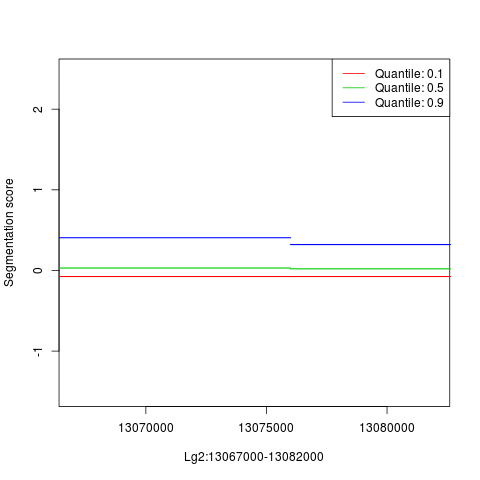 Quantile: 0.1
Quantile: 0.5
Quantile: 0.9
2
1
0
-1
Segmentation score
13070000 13075000 13080000
Lg2:13067000-13082000